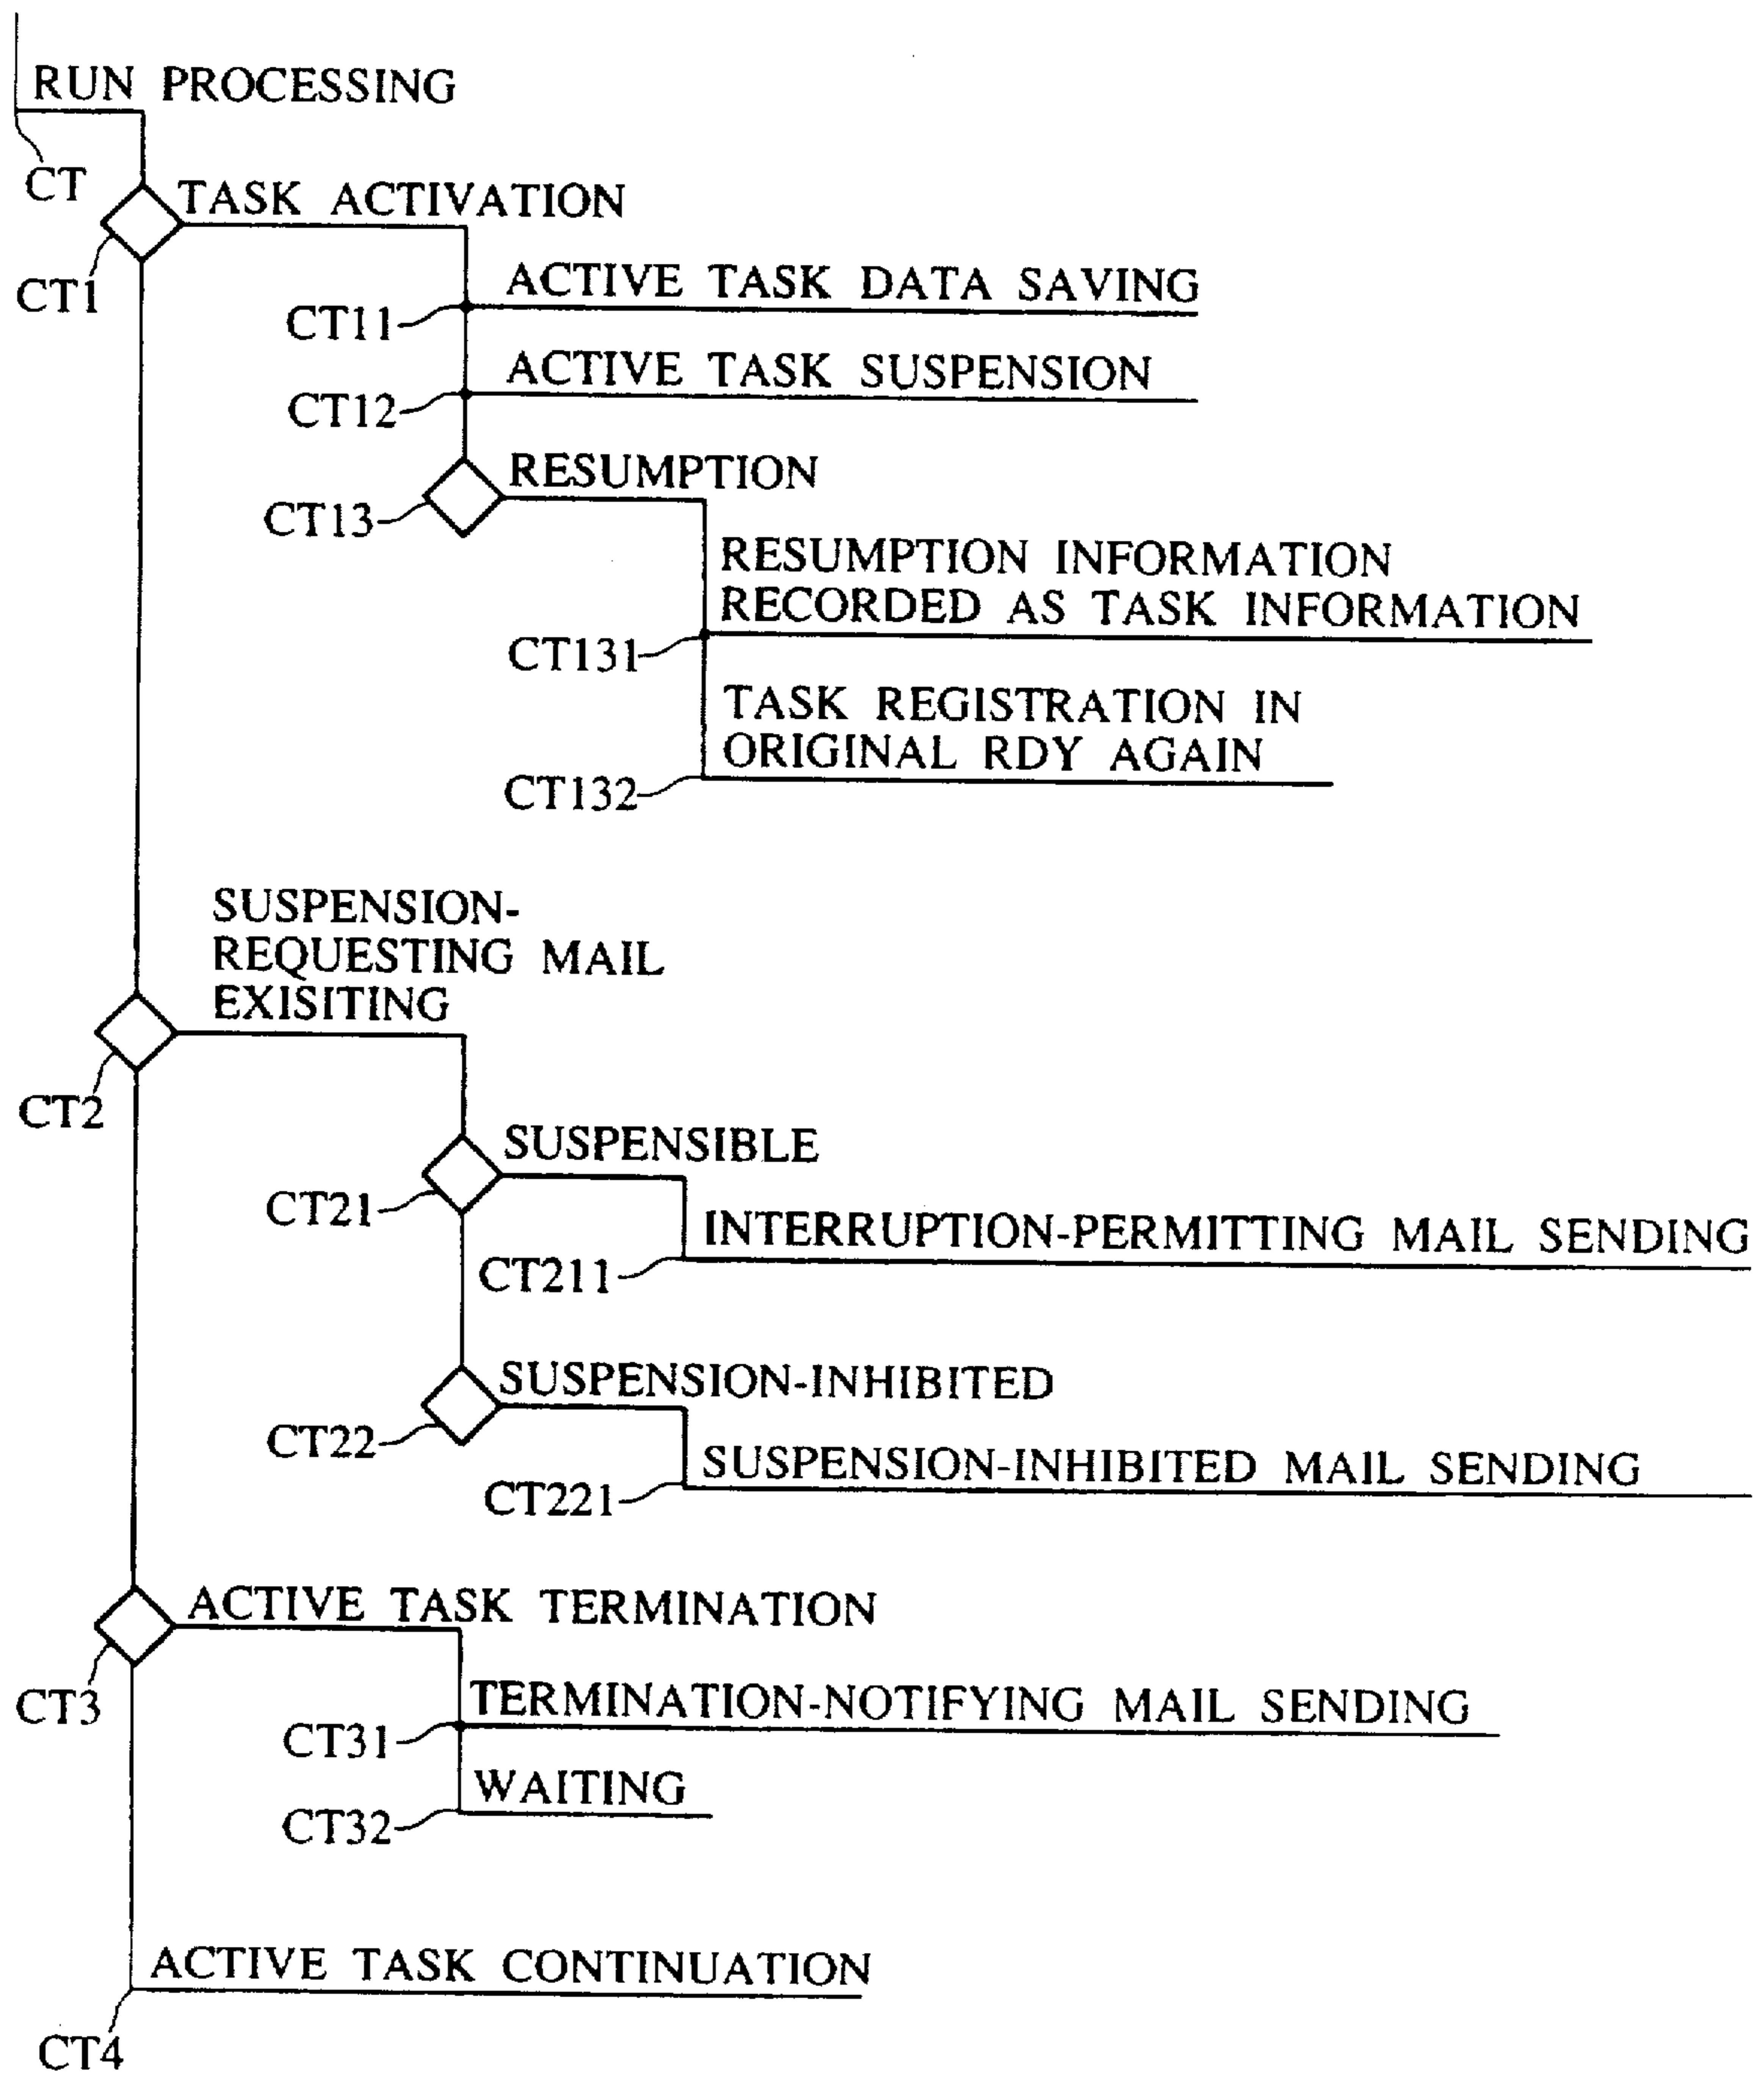 RUN PROCESSING
CT
TASK ACTIVATION
CT1
ACTIVE TASK DATA SAVING
CT11
ACTIVE TASK SUSPENSION
CT12
RESUMPTION
CT13
RESUMPTION INFORMATION
RECORDED AS TASK INFORMATION
CT131
TASK REGISTRATION IN
ORIGINAL RDY AGAIN
CT132
SUSPENSION-
REQUESTING MAIL
EXISITING
CT2
SUSPENSIBLE
CT21
INTERRUPTION-PERMITTING MAIL SENDING
CT211
SUSPENSION-INHIBITED
CT22
SUSPENSION-INHIBITED MAIL SENDING
CT221
ACTIVE TASK TERMINATION
CT3
TERMINATION-NOTIFYING MAIL SENDING
CT31
WAITING
CT32
ACTIVE TASK CONTINUATION
CT4